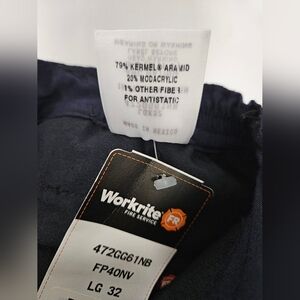 79% KERMEL® ARAMID
20% MODACRYLIC
1% OTHER FIBER
FOR ANTISTATIC
MADE IN MEXICO
Workrite
FR
FIRE SERVICE
472GG61NB
FP40NV
LG 32